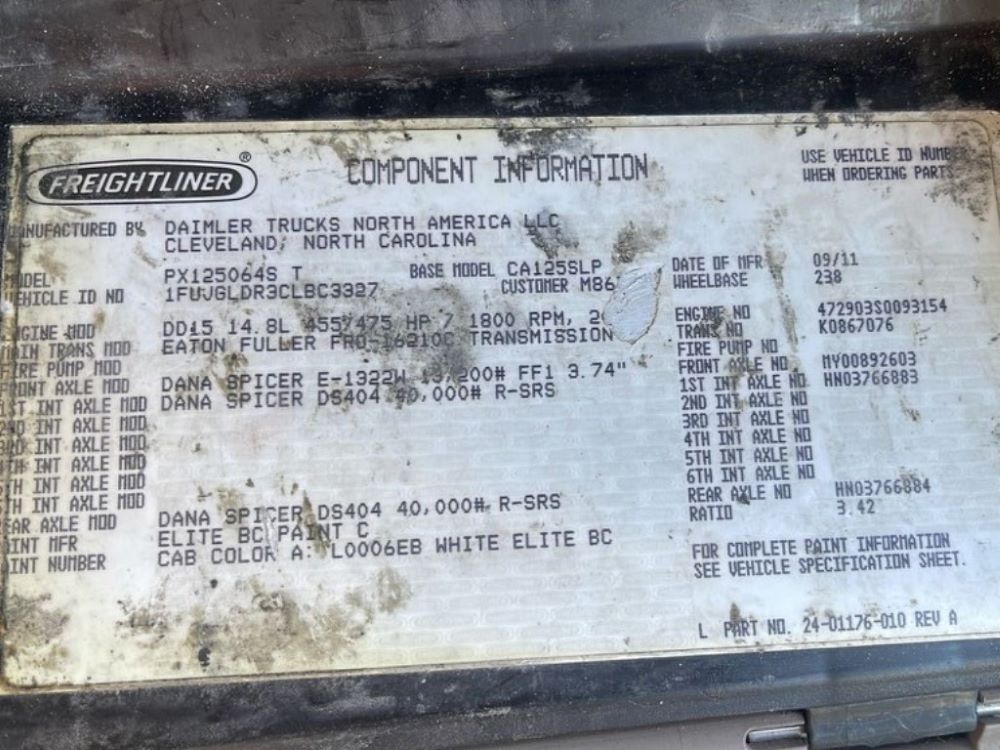 FREIGHTLINER ®
COMPONENT INFORMATION
USE VEHICLE ID NUMBE
WHEN ORDERING PARTS
MANUFACTURED BY DAIMLER TRUCKS NORTH AMERICA LLC
CLEVELAND, NORTH CAROLINA
MODEL PX125064S T BASE MODEL CA125SLP DATE OF MFR 09/11
VEHICLE ID NO 1FUJGLDR3CLBC3327 CUSTOMER M86 WHEELBASE 238
ENGINE MOD DD15 14.8L 455/475 HP / 1800 RPM, ENGINE NO 472903S0093154
MAIN TRANS MOD EATON FULLER FRO-16210C TRANSMISSION TRANS NO K0867076
FIRE PUMP MOD FIRE PUMP NO
FRONT AXLE MOD DANA SPICER E-1322W 13,200# FF1 3.74" FRONT AXLE NO MY00892603
1ST INT AXLE MOD DANA SPICER DS404 40,000# R-SRS 1ST INT AXLE NO HN03766883
2ND INT AXLE MOD 2ND INT AXLE NO
3RD INT AXLE MOD 3RD INT AXLE NO
4TH INT AXLE MOD 4TH INT AXLE NO
5TH INT AXLE MOD 5TH INT AXLE NO
6TH INT AXLE MOD 6TH INT AXLE NO
REAR AXLE MOD DANA SPICER DS404 40,000# R-SRS REAR AXLE NO HN03766884
RATIO 3.42
PAINT MFR ELITE BC PAINT C
PAINT NUMBER CAB COLOR A: L0006EB WHITE ELITE BC
FOR COMPLETE PAINT INFORMATION
SEE VEHICLE SPECIFICATION SHEET.
L PART NO. 24-01176-010 REV A